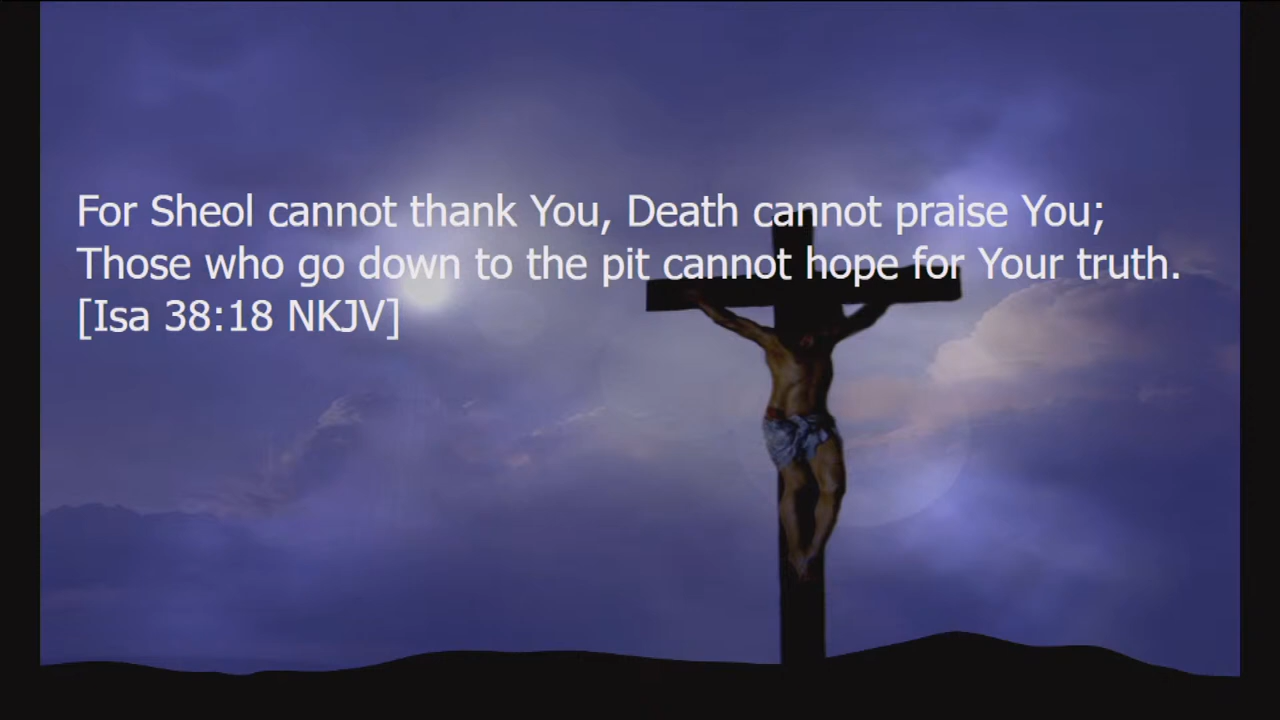 For Sheol cannot thank You, Death cannot praise You;
Those who go down to the pit cannot hope for Your truth.
[Isa 38:18 NKJV]